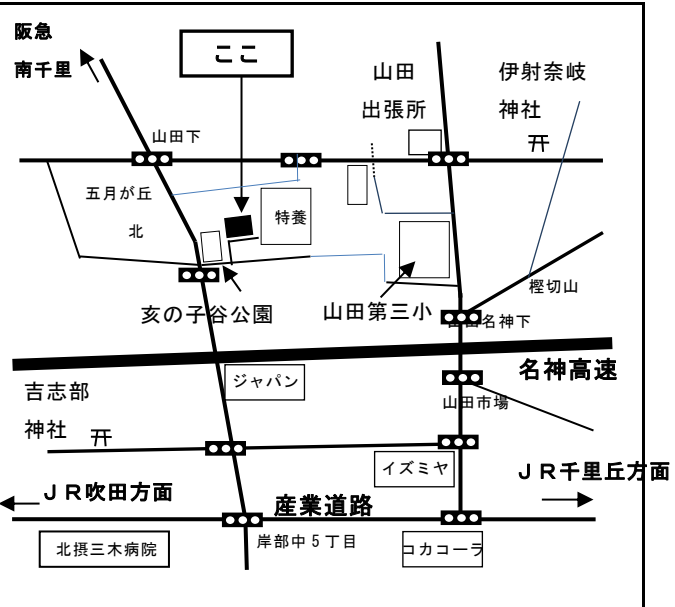 阪急
南千里
ここ
山田
出張所
伊射奈岐
神社
山田下
五月が丘
北
特養
樫切山
亥の子谷公園
山田第三小
名神下
名神高速
ジャパン
吉志部
神社
山田市場
イズミヤ
ＪＲ千里丘方面
ＪＲ吹田方面
産業道路
北摂三木病院
岸部中５丁目
コカコーラ